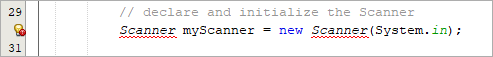 29 // declare and initialize the Scanner
Scanner myScanner = new Scanner(System.in);
31